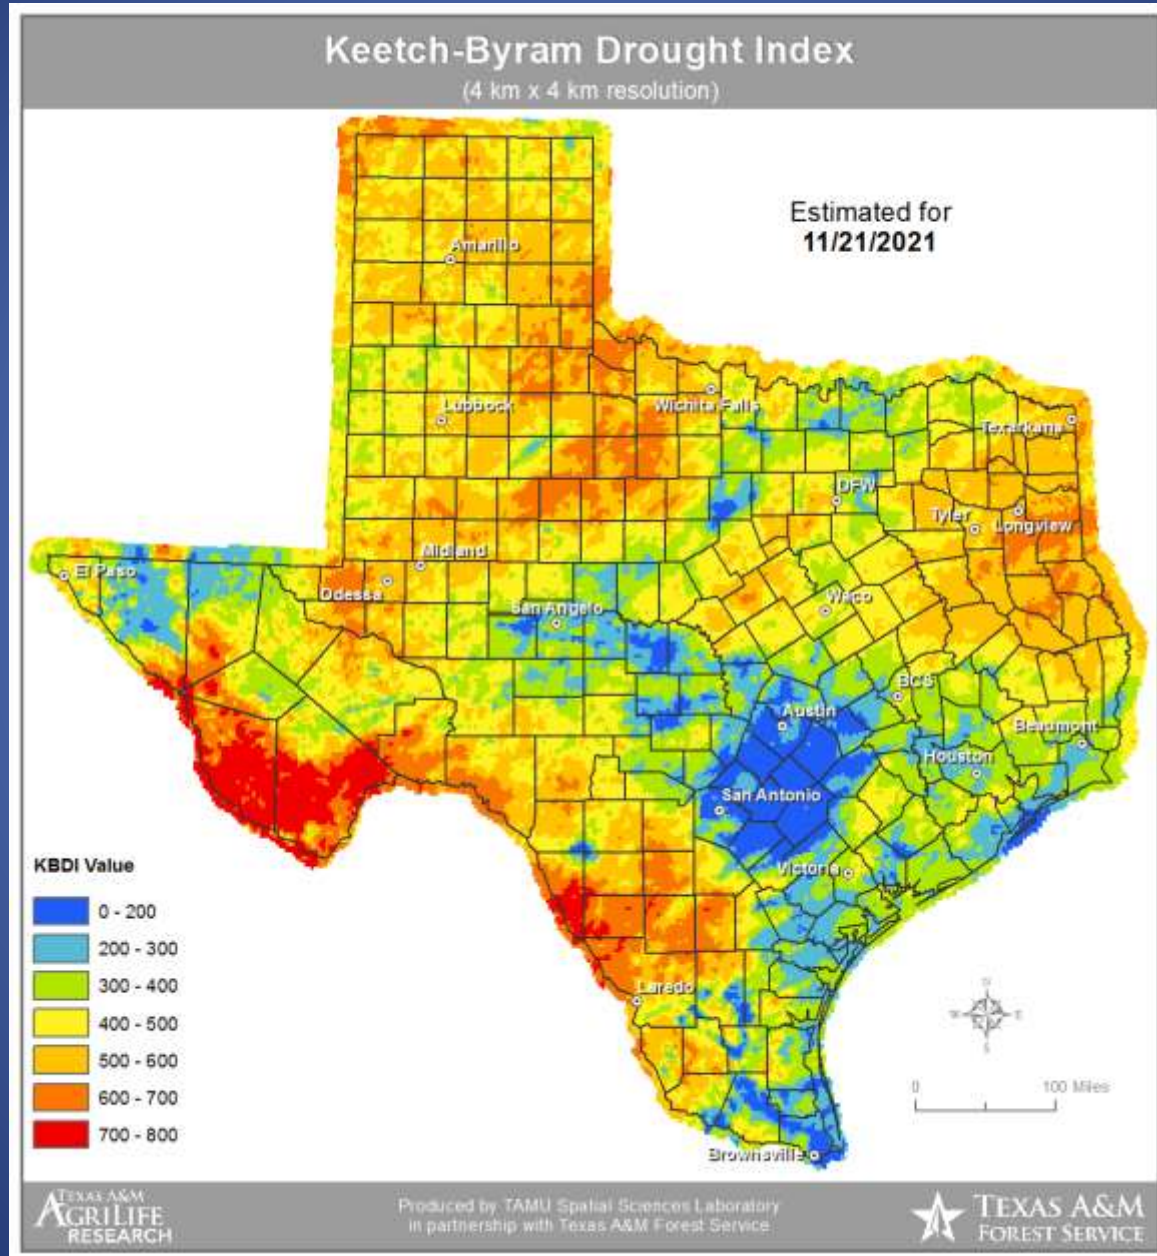 Keetch-Byram Drought Index
(4 km x 4 km resolution)
Estimated for
11/21/2021
Amarillo
Lubbock
Wichita Falls
Texarkana
DFW
Tyler
Longview
Midland
El Paso
Odessa
San Angelo
Waco
BCS
Austin
Beaumont
Houston
San Antonio
Victoria
Laredo
Brownsville
KBDI Value
0 - 200
200 - 300
300 - 400
400 - 500
500 - 600
600 - 700
700 - 800
W
E
S
0
100 Miles
TEXAS A&M
AGRILIFE
RESEARCH
Produced by TAMU Spatial Sciences Laboratory
in partnership with Texas A&M Forest Service
TEXAS A&M
FOREST SERVICE